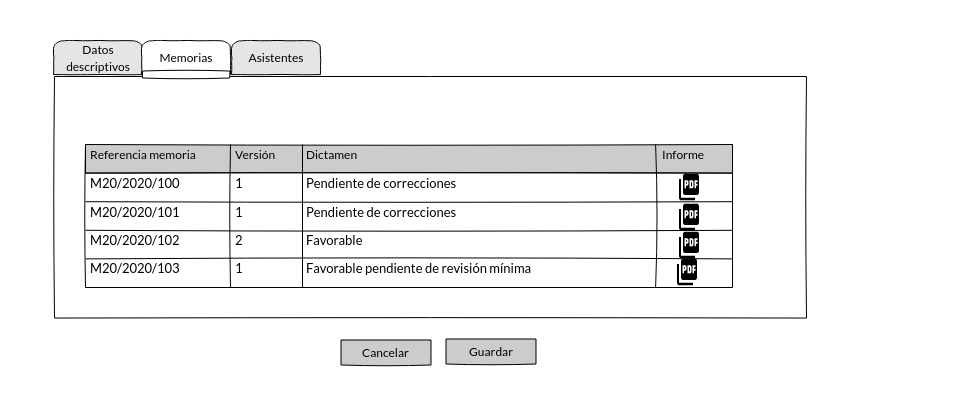 Datos
descriptivos
Memorias
Asistentes
Referencia memoria Versión Dictamen Informe
M20/2020/100 1 Pendiente de correcciones PDF
M20/2020/101 1 Pendiente de correcciones PDF
M20/2020/102 2 Favorable PDF
M20/2020/103 1 Favorable pendiente de revisión mínima PDF
Cancelar Guardar